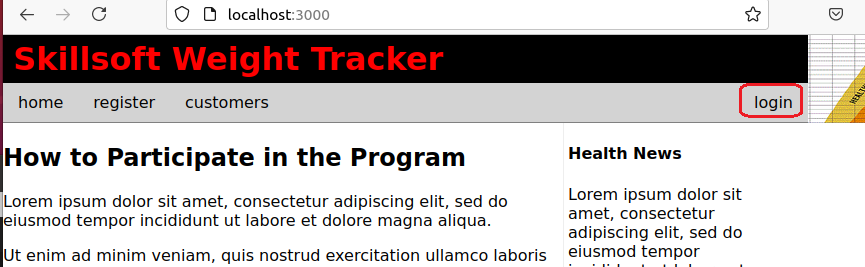 localhost:3000
Skillsoft Weight Tracker
home register customers login
How to Participate in the Program
Lorem ipsum dolor sit amet, consectetur adipiscing elit, sed do
eiusmod tempor incididunt ut labore et dolore magna aliqua.
Ut enim ad minim veniam, quis nostrud exercitation ullamco laboris
Health News
Lorem ipsum dolor sit
amet, consectetur
adipiscing elit, sed do
eiusmod tempor